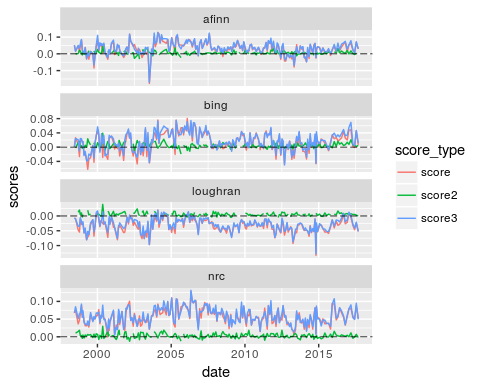 afinn
0.1
0.0
-0.1
bing
0.08
0.04
0.00
-0.04
loughran
0.00
-0.05
-0.10
nrc
0.10
0.05
0.00
2000 2005 2010 2015
date
scores
score_type
score
score2
score3